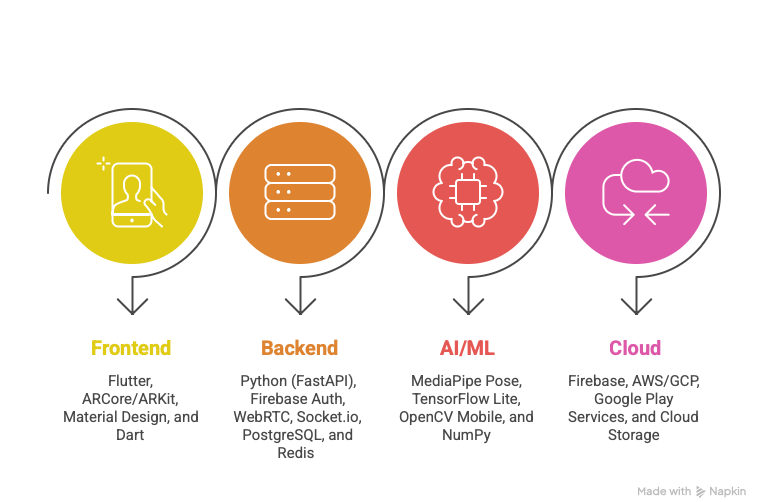 Frontend
Flutter,
ARCore/ARKit,
Material Design, and
Dart
Backend
Python (FastAPI),
Firebase Auth,
WebRTC, Socket.io,
PostgreSQL, and
Redis
AI/ML
MediaPipe Pose,
TensorFlow Lite,
OpenCV Mobile, and
NumPy
Cloud
Firebase, AWS/GCP,
Google Play
Services, and Cloud
Storage
Made with Napkin